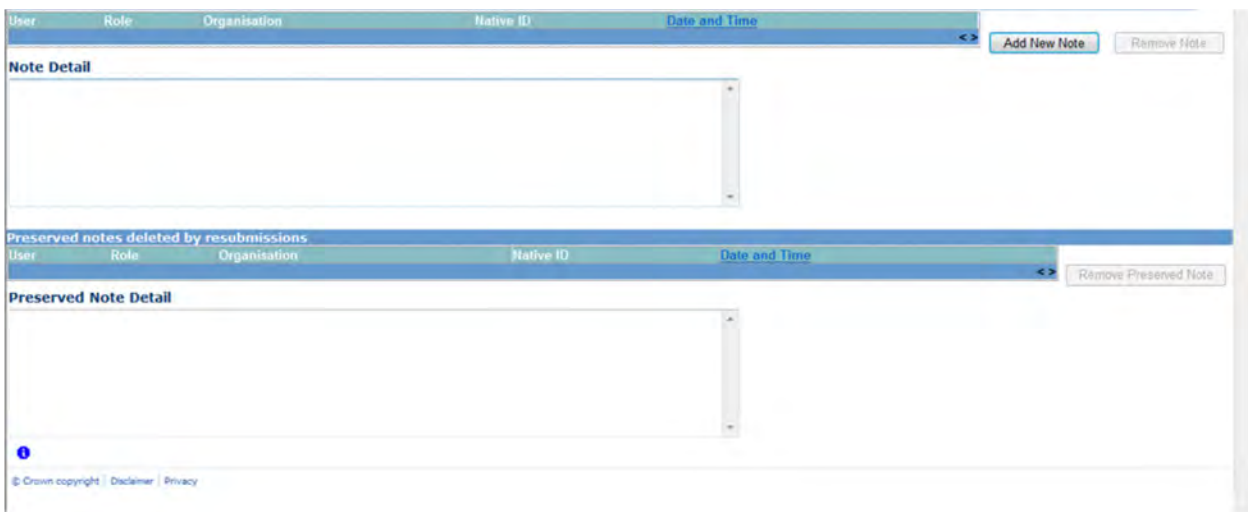 User Role Organisation Native ID Date and Time
< > Add New Note Remove Note
Note Detail
Preserved notes deleted by resubmissions
User Role Organisation Native ID Date and Time
< > Remove Preserved Note
Preserved Note Detail
© Crown copyright | Disclaimer | Privacy